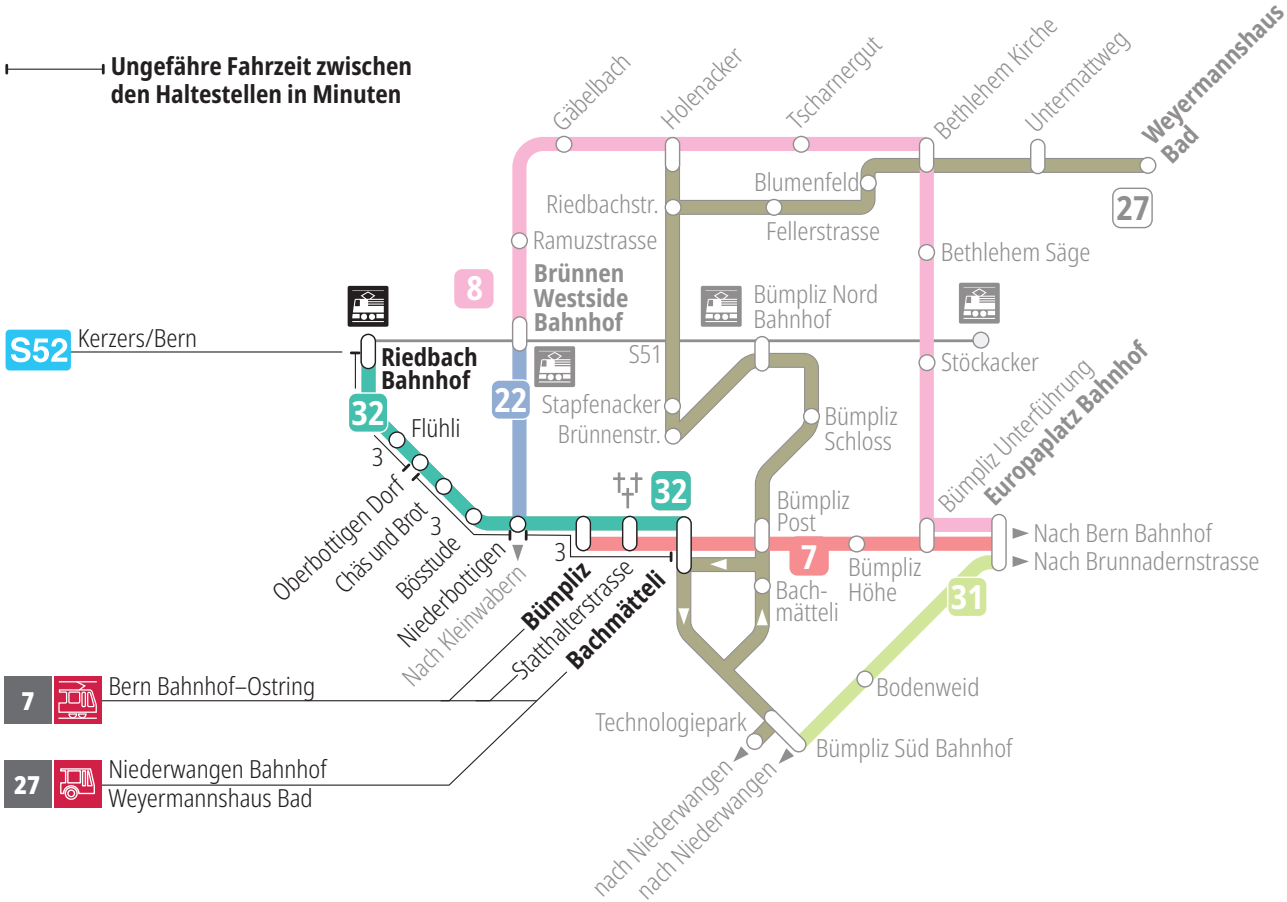 Ungefähre Fahrzeit zwischen
den Haltestellen in Minuten
Gäbelbach
Holenacker
Tscharnergut
Bethlehem Kirche
Untermattweg
Weyermannshaus
Bad
27
Blumenfeld
Riedbachstr.
Fellerstrasse
Ramuzstrasse
Bethlehem Säge
8
Brünnen
Westside
Bahnhof
Bümpliz Nord
Bahnhof
S52
Kerzers/Bern
Riedbach
Bahnhof
S51
Stöckacker
32
22
Stapfenacker
Brünnenstr.
Bümpliz
Schloss
Bümpliz Unterführung
Europaplatz Bahnhof
Flühli
3
Oberbottigen Dorf
Chäs und Brot
3
Bösstude
Niederbottigen
Nach Kleinwabern
32
3
Bümpliz
Statthalterstrasse
Bachmätteli
Bümpliz
Post
7
Bümpliz
Höhe
Nach Bern Bahnhof
Nach Brunnadernstrasse
Bach-
mätteli
31
7
Bern Bahnhof–Ostring
Bodenweid
Technologiepark
Bümpliz Süd Bahnhof
27
Niederwangen Bahnhof
Weyermannshaus Bad
nach Niederwangen
nach Niederwangen